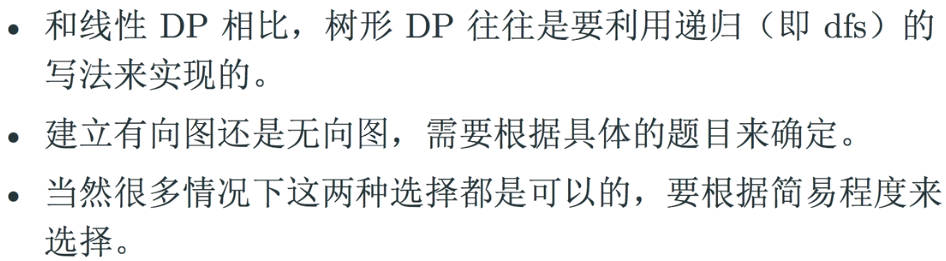 • 和线性 DP 相比，树形 DP 往往是要利用递归（即 dfs）的
写法来实现的。
• 建立有向图还是无向图，需要根据具体的题目来确定。
• 当然很多情况下这两种选择都是可以的，要根据简易程度来
选择。